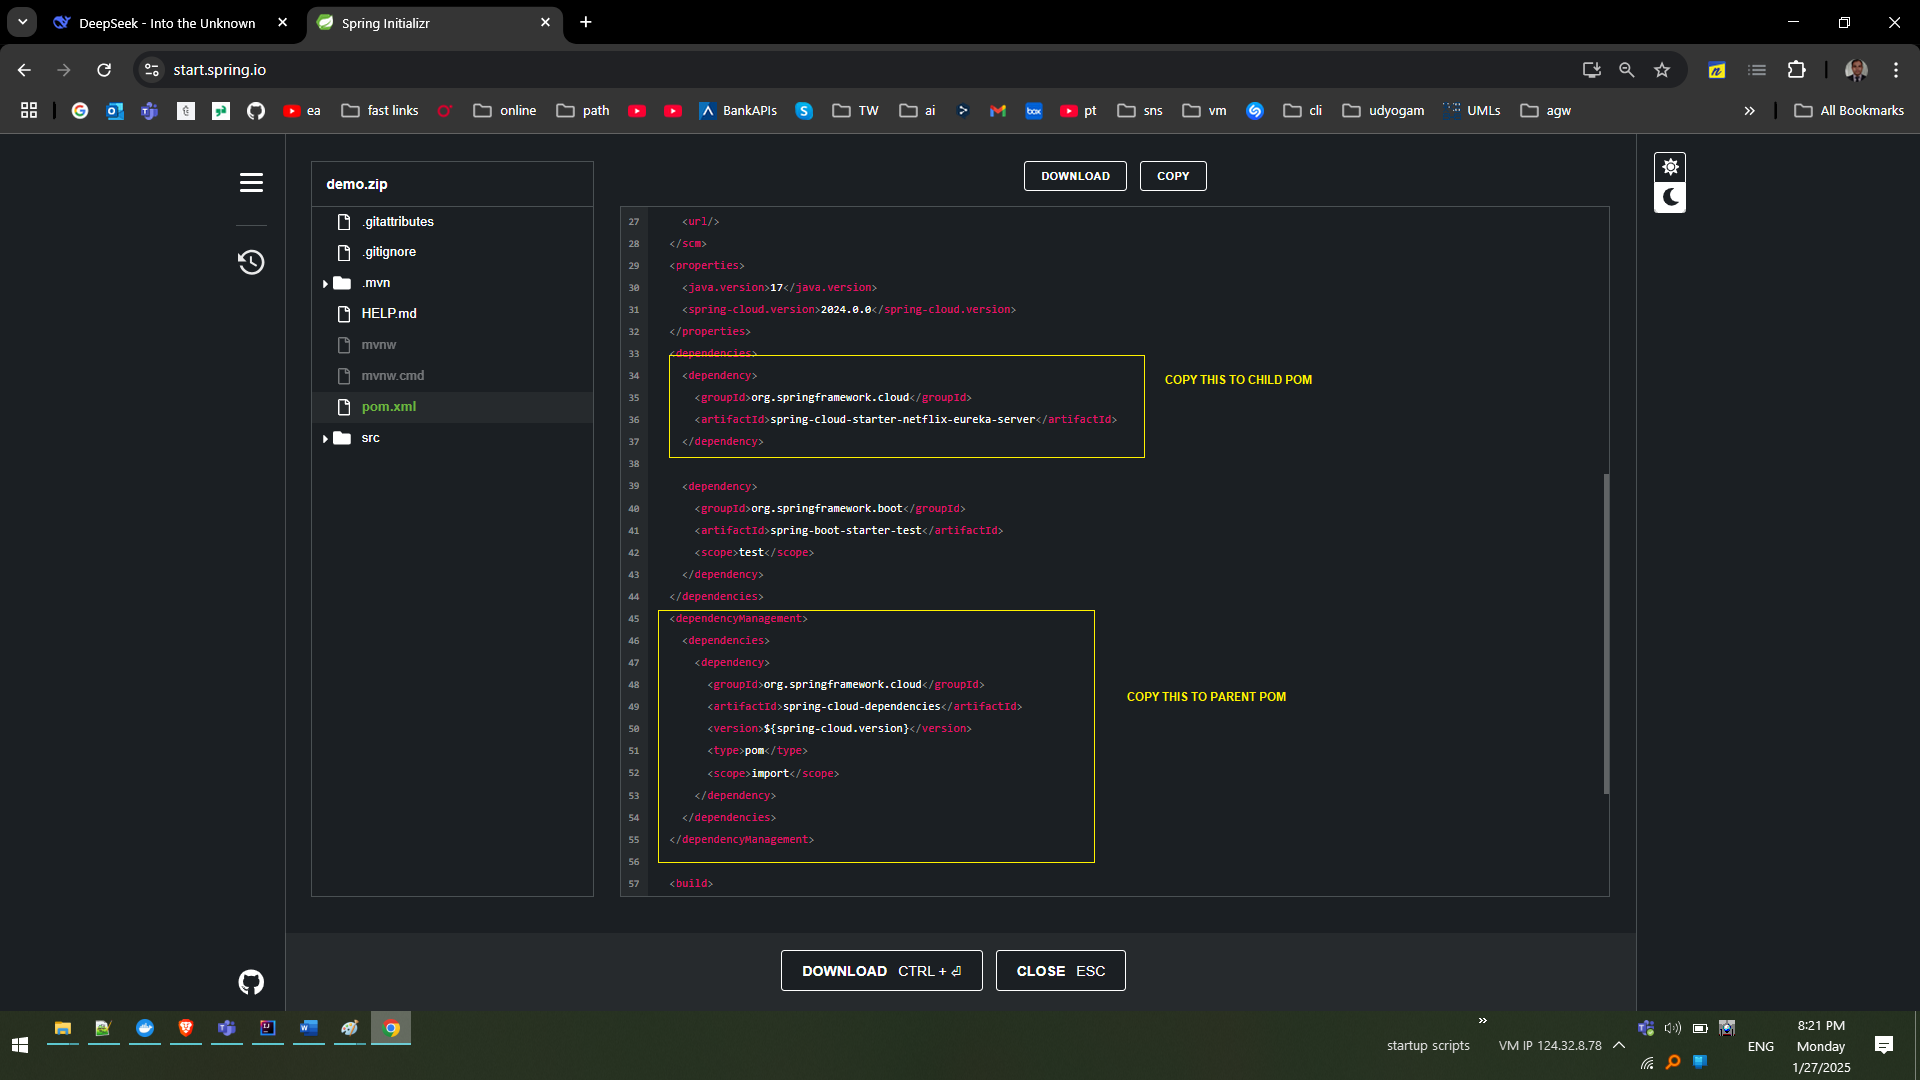 DeepSeek - Into the Unknown
Spring Initializr
start.spring.io
ea
fast links
online
path
BankAPIs
TW
ai
box
pt
sns
vm
cli
udyogam
UMLs
agw
All Bookmarks
demo.zip
.gitattributes
.gitignore
.mvn
HELP.md
mvnw
mvnw.cmd
pom.xml
src
DOWNLOAD
COPY
27 <url/>
28 </scm>
29 <properties>
30 <java.version>17</java.version>
31 <spring-cloud.version>2024.0.0</spring-cloud.version>
32 </properties>
33 <dependencies>
34 <dependency>
35 <groupId>org.springframework.cloud</groupId>
36 <artifactId>spring-cloud-starter-netflix-eureka-server</artifactId>
37 </dependency>
38
39 <dependency>
40 <groupId>org.springframework.boot</groupId>
41 <artifactId>spring-boot-starter-test</artifactId>
42 <scope>test</scope>
43 </dependency>
44 </dependencies>
45 <dependencyManagement>
46 <dependencies>
47 <dependency>
48 <groupId>org.springframework.cloud</groupId>
49 <artifactId>spring-cloud-dependencies</artifactId>
50 <version>${spring-cloud.version}</version>
51 <type>pom</type>
52 <scope>import</scope>
53 </dependency>
54 </dependencies>
55 </dependencyManagement>
56
57 <build>
COPY THIS TO CHILD POM
COPY THIS TO PARENT POM
DOWNLOAD CTRL + ⏎
CLOSE ESC
startup scripts
VM IP 124.32.8.78
ENG
8:21 PM
Monday
1/27/2025